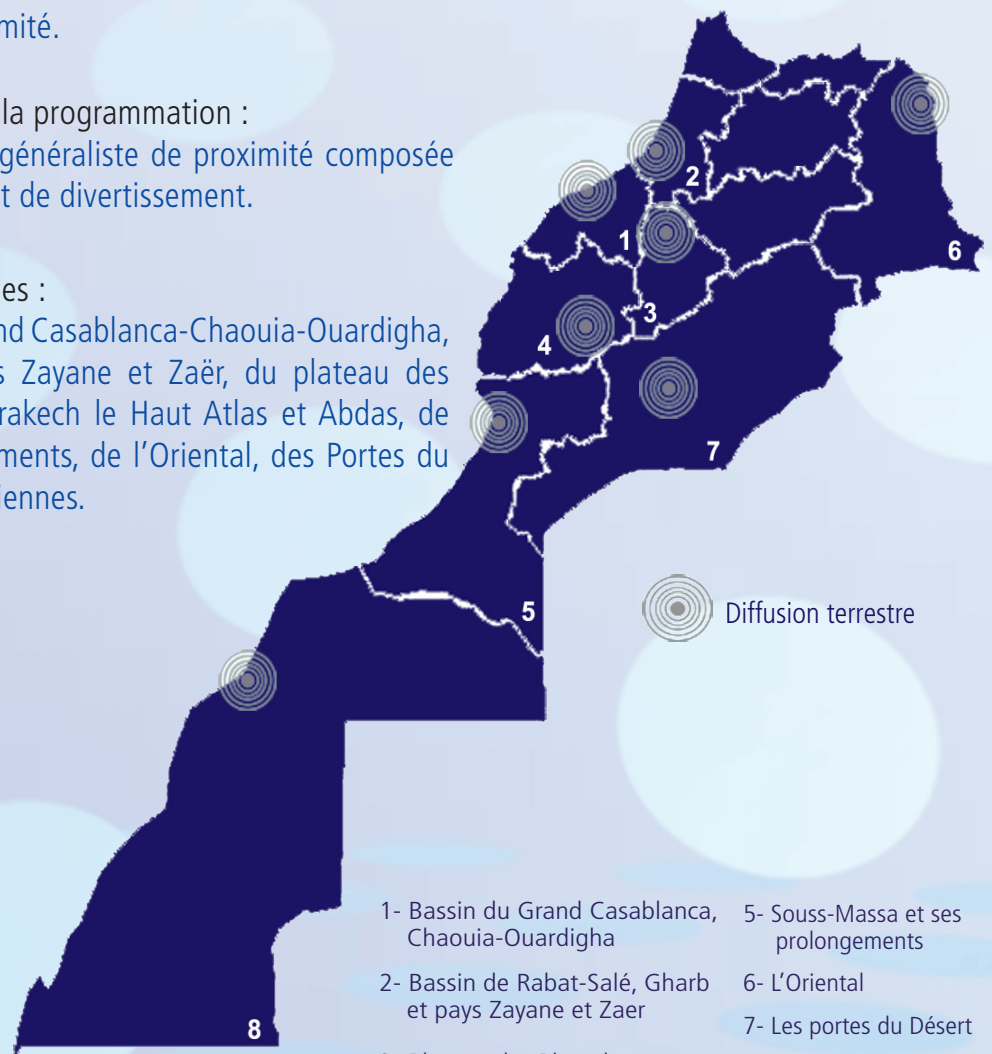 mité.
la programmation :
généraliste de proximité composée
t de divertissement.
es :
nd Casablanca-Chaouia-Ouardigha,
s Zayane et Zaër, du plateau des
rakech le Haut Atlas et Abdas, de
ments, de l'Oriental, des Portes du
iennes.
1
2
3
4
5
6
7
8
Diffusion terrestre
1- Bassin du Grand Casablanca,
Chaouia-Ouardigha
2- Bassin de Rabat-Salé, Gharb
et pays Zayane et Zaer
5- Souss-Massa et ses
prolongements
6- L'Oriental
7- Les portes du Désert